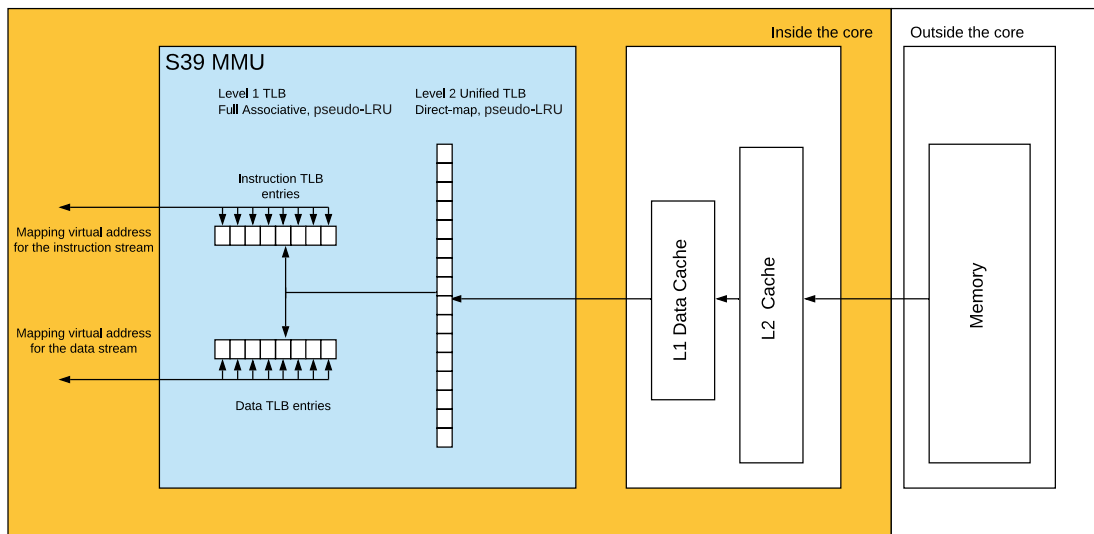 Inside the core
Outside the core
S39 MMU
Level 1 TLB
Full Associative, pseudo-LRU
Level 2 Unified TLB
Direct-map, pseudo-LRU
Instruction TLB
entries
Mapping virtual address
for the instruction stream
Mapping virtual address
for the data stream
Data TLB entries
L1 Data Cache
L2 Cache
Memory